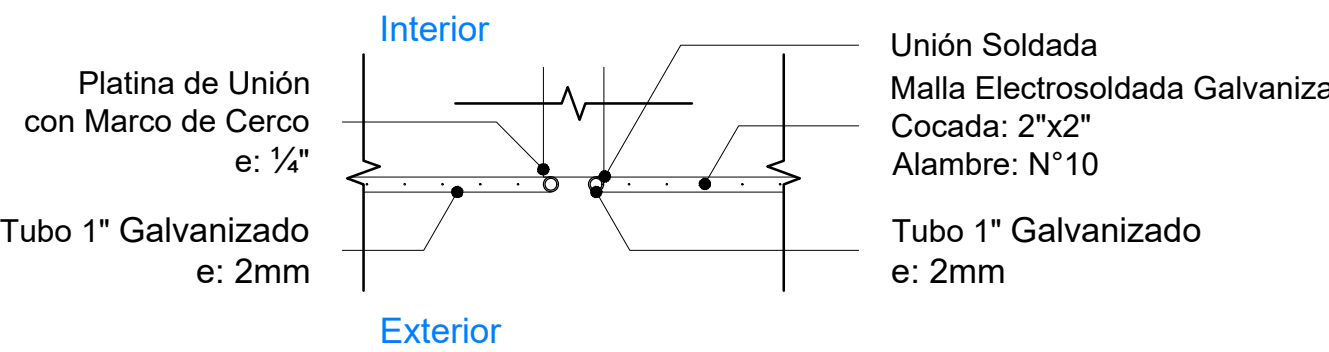 Interior
Platina de Unión
con Marco de Cerco
e: ¼"
Tubo 1" Galvanizado
e: 2mm
Unión Soldada
Malla Electrosoldada Galvaniza
Cocada: 2"x2"
Alambre: N°10
Tubo 1" Galvanizado
e: 2mm
Exterior